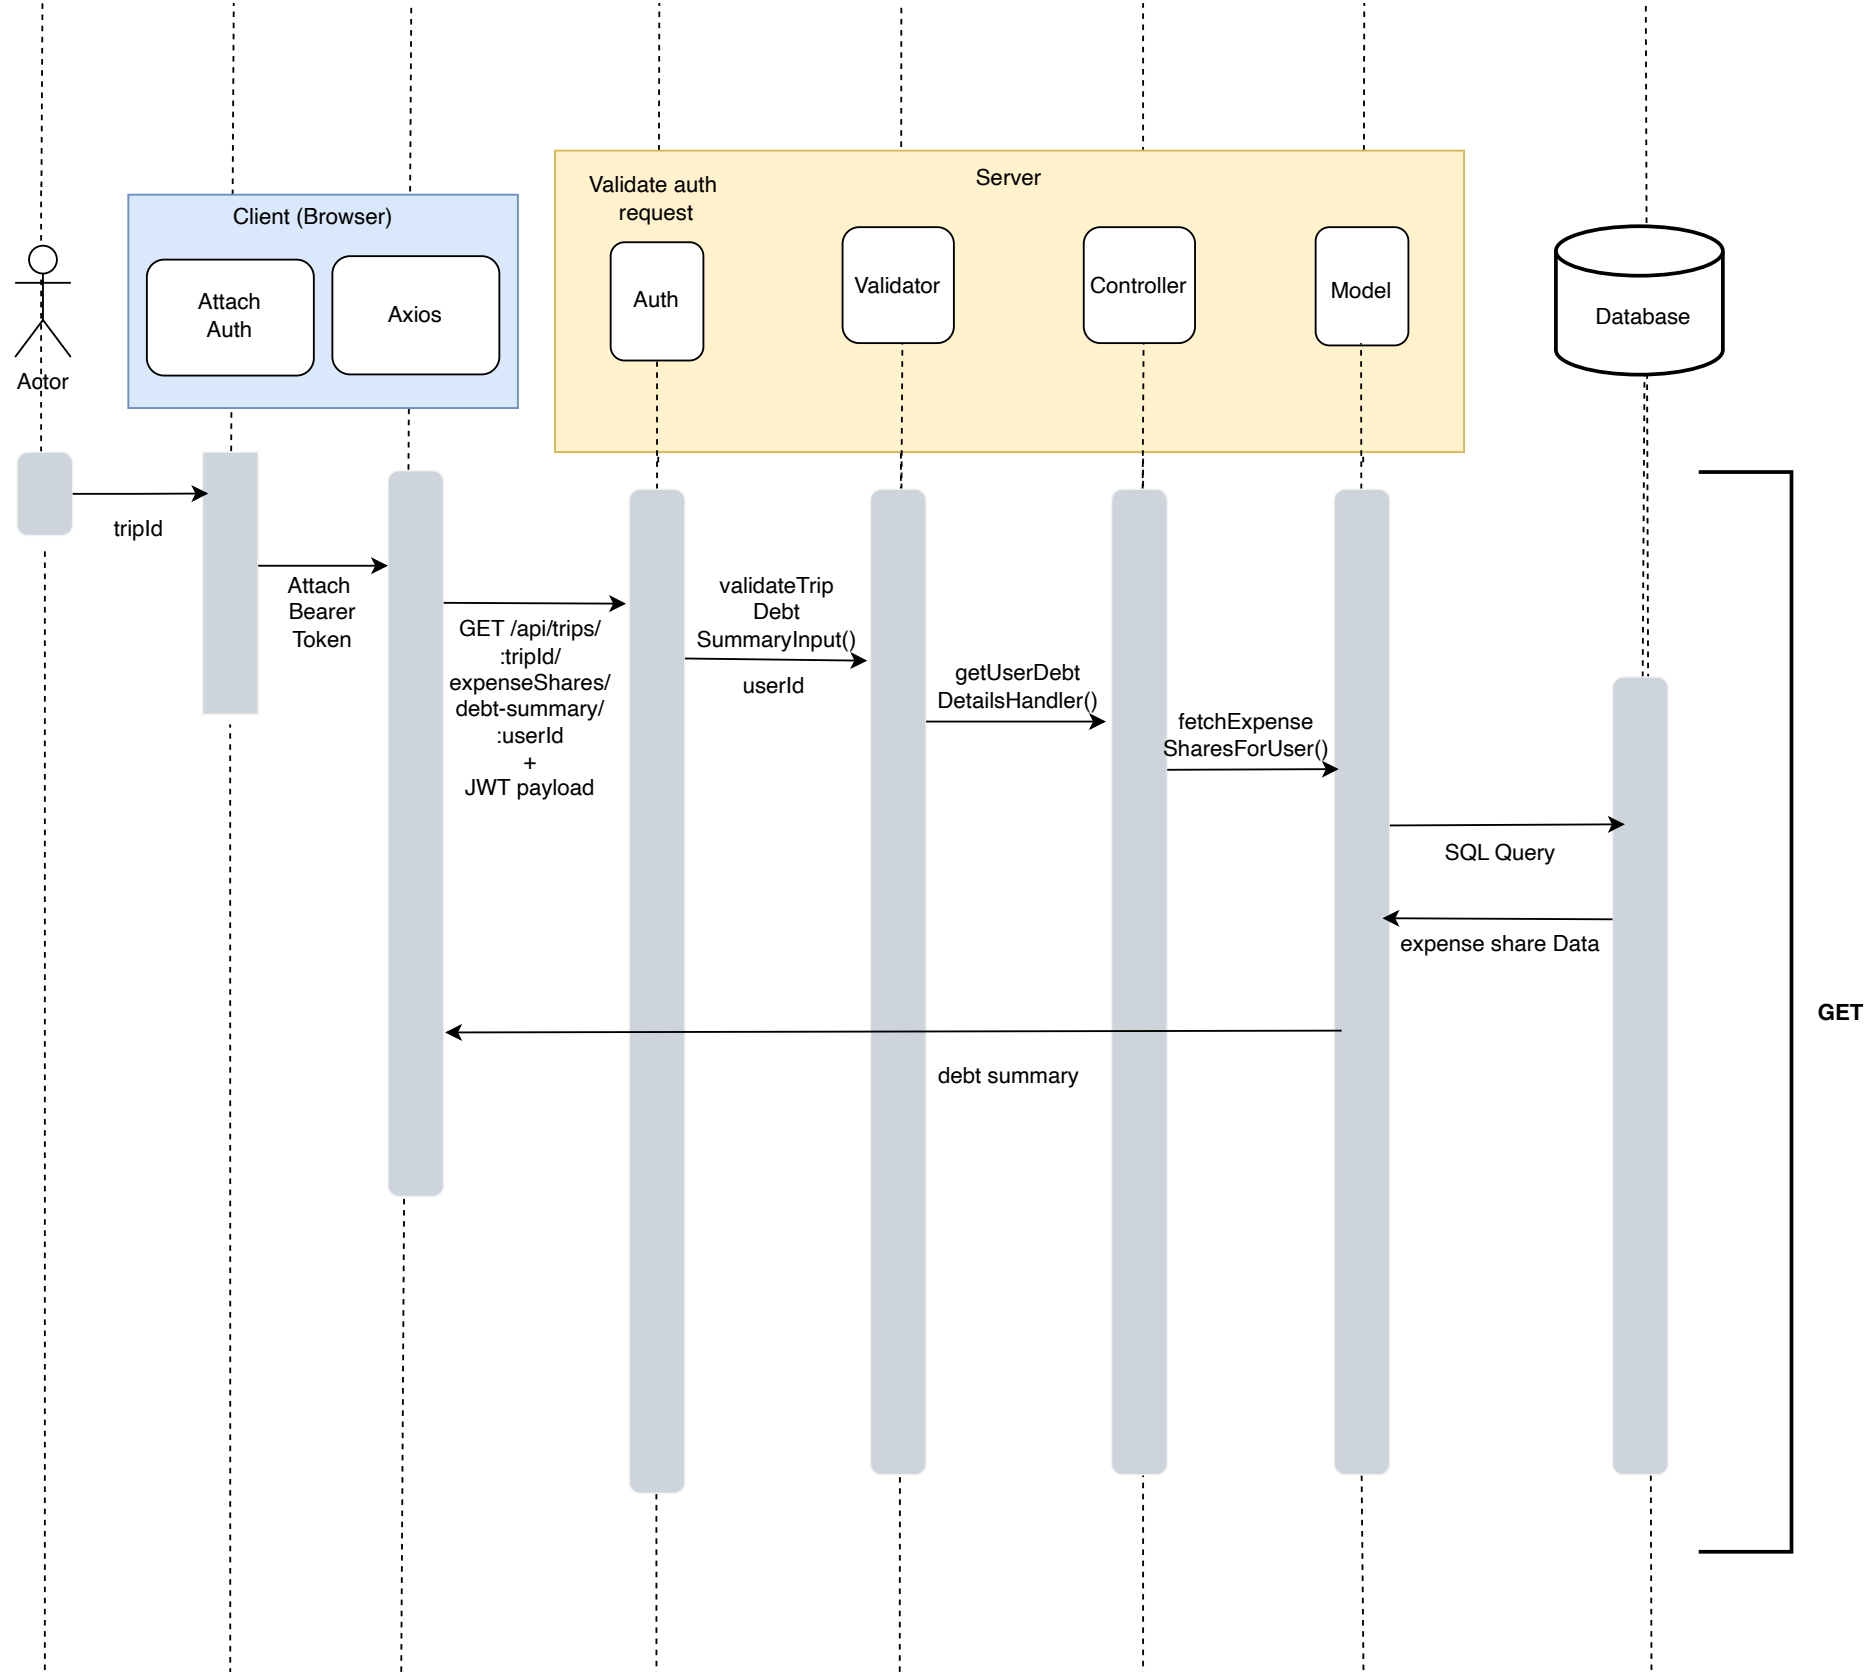 Validate auth
request
Server
Client (Browser)
Attach
Auth
Axios
Auth
Validator
Controller
Model
Database
Actor
tripId
Attach
Bearer
Token
GET /api/trips/
:tripId/
expenseShares/
debt-summary/
:userId
+
JWT payload
validateTrip
Debt
SummaryInput()
userId
getUserDebt
DetailsHandler()
fetchExpense
SharesForUser()
SQL Query
expense share Data
GET
debt summary